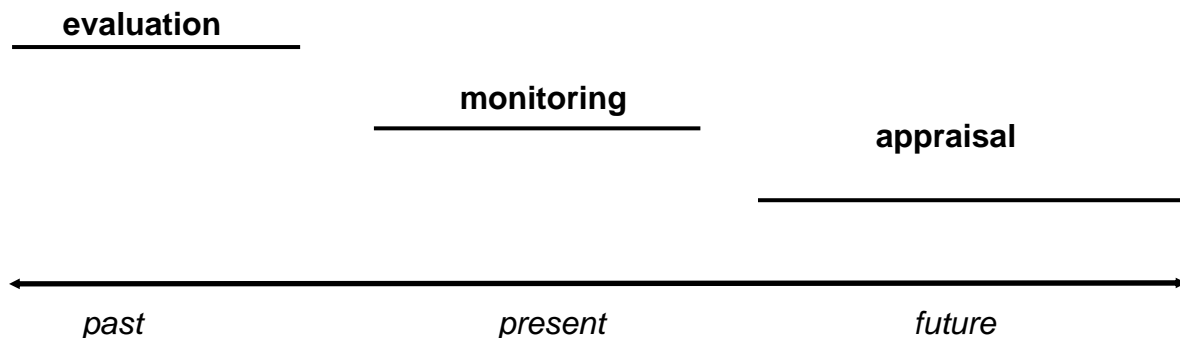 evaluation
monitoring
appraisal
past present future